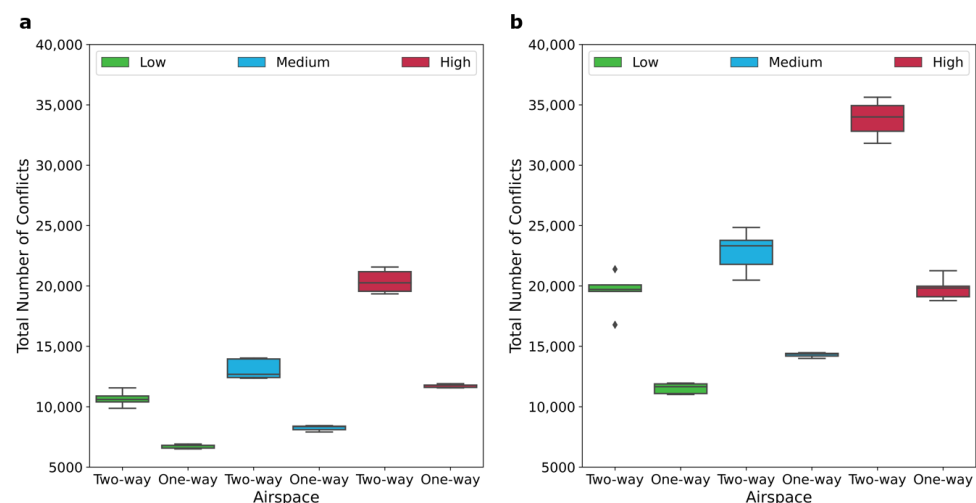 a
40,000
35,000
30,000
25,000
20,000
15,000
10,000
5000
Total Number of Conflicts
Low Medium High
Two-way One-way Two-way One-way Two-way One-way
Airspace
b
40,000
35,000
30,000
25,000
20,000
15,000
10,000
5000
Total Number of Conflicts
Low Medium High
Two-way One-way Two-way One-way Two-way One-way
Airspace